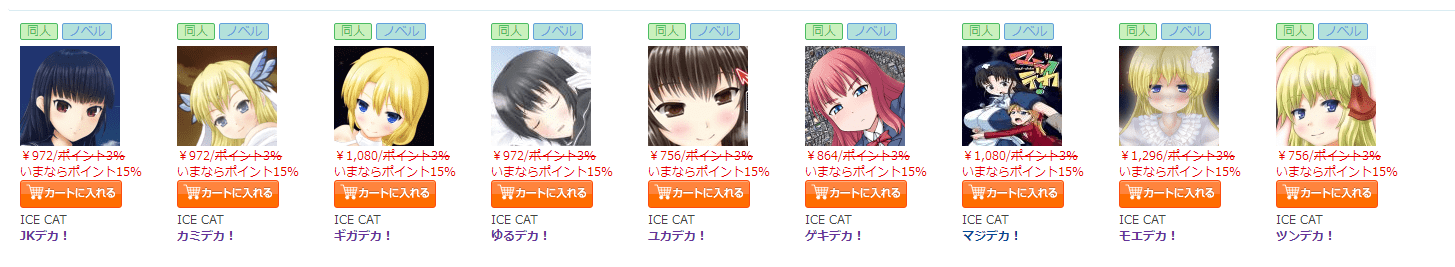 同人 ノベル 同人 ノベル 同人 ノベル 同人 ノベル 同人 ノベル 同人 ノベル 同人 ノベル 同人 ノベル 同人 ノベル
マジデカ!
￥972/ポイント3% ￥972/ポイント3% ￥1,080/ポイント3% ￥972/ポイント3% ￥756/ポイント3% ￥864/ポイント3% ￥1,080/ポイント3% ￥1,296/ポイント3% ￥756/ポイント3%
いまならポイント15% いまならポイント15% いまならポイント15% いまならポイント15% いまならポイント15% いまならポイント15% いまならポイント15% いまならポイント15% いまならポイント15%
カートに入れる カートに入れる カートに入れる カートに入れる カートに入れる カートに入れる カートに入れる カートに入れる カートに入れる
ICE CAT ICE CAT ICE CAT ICE CAT ICE CAT ICE CAT ICE CAT ICE CAT ICE CAT
JKデカ！ カミデカ！ ギガデカ！ ゆるデカ！ ユカデカ！ ゲキデカ！ マジデカ！ モエデカ！ ツンデカ！